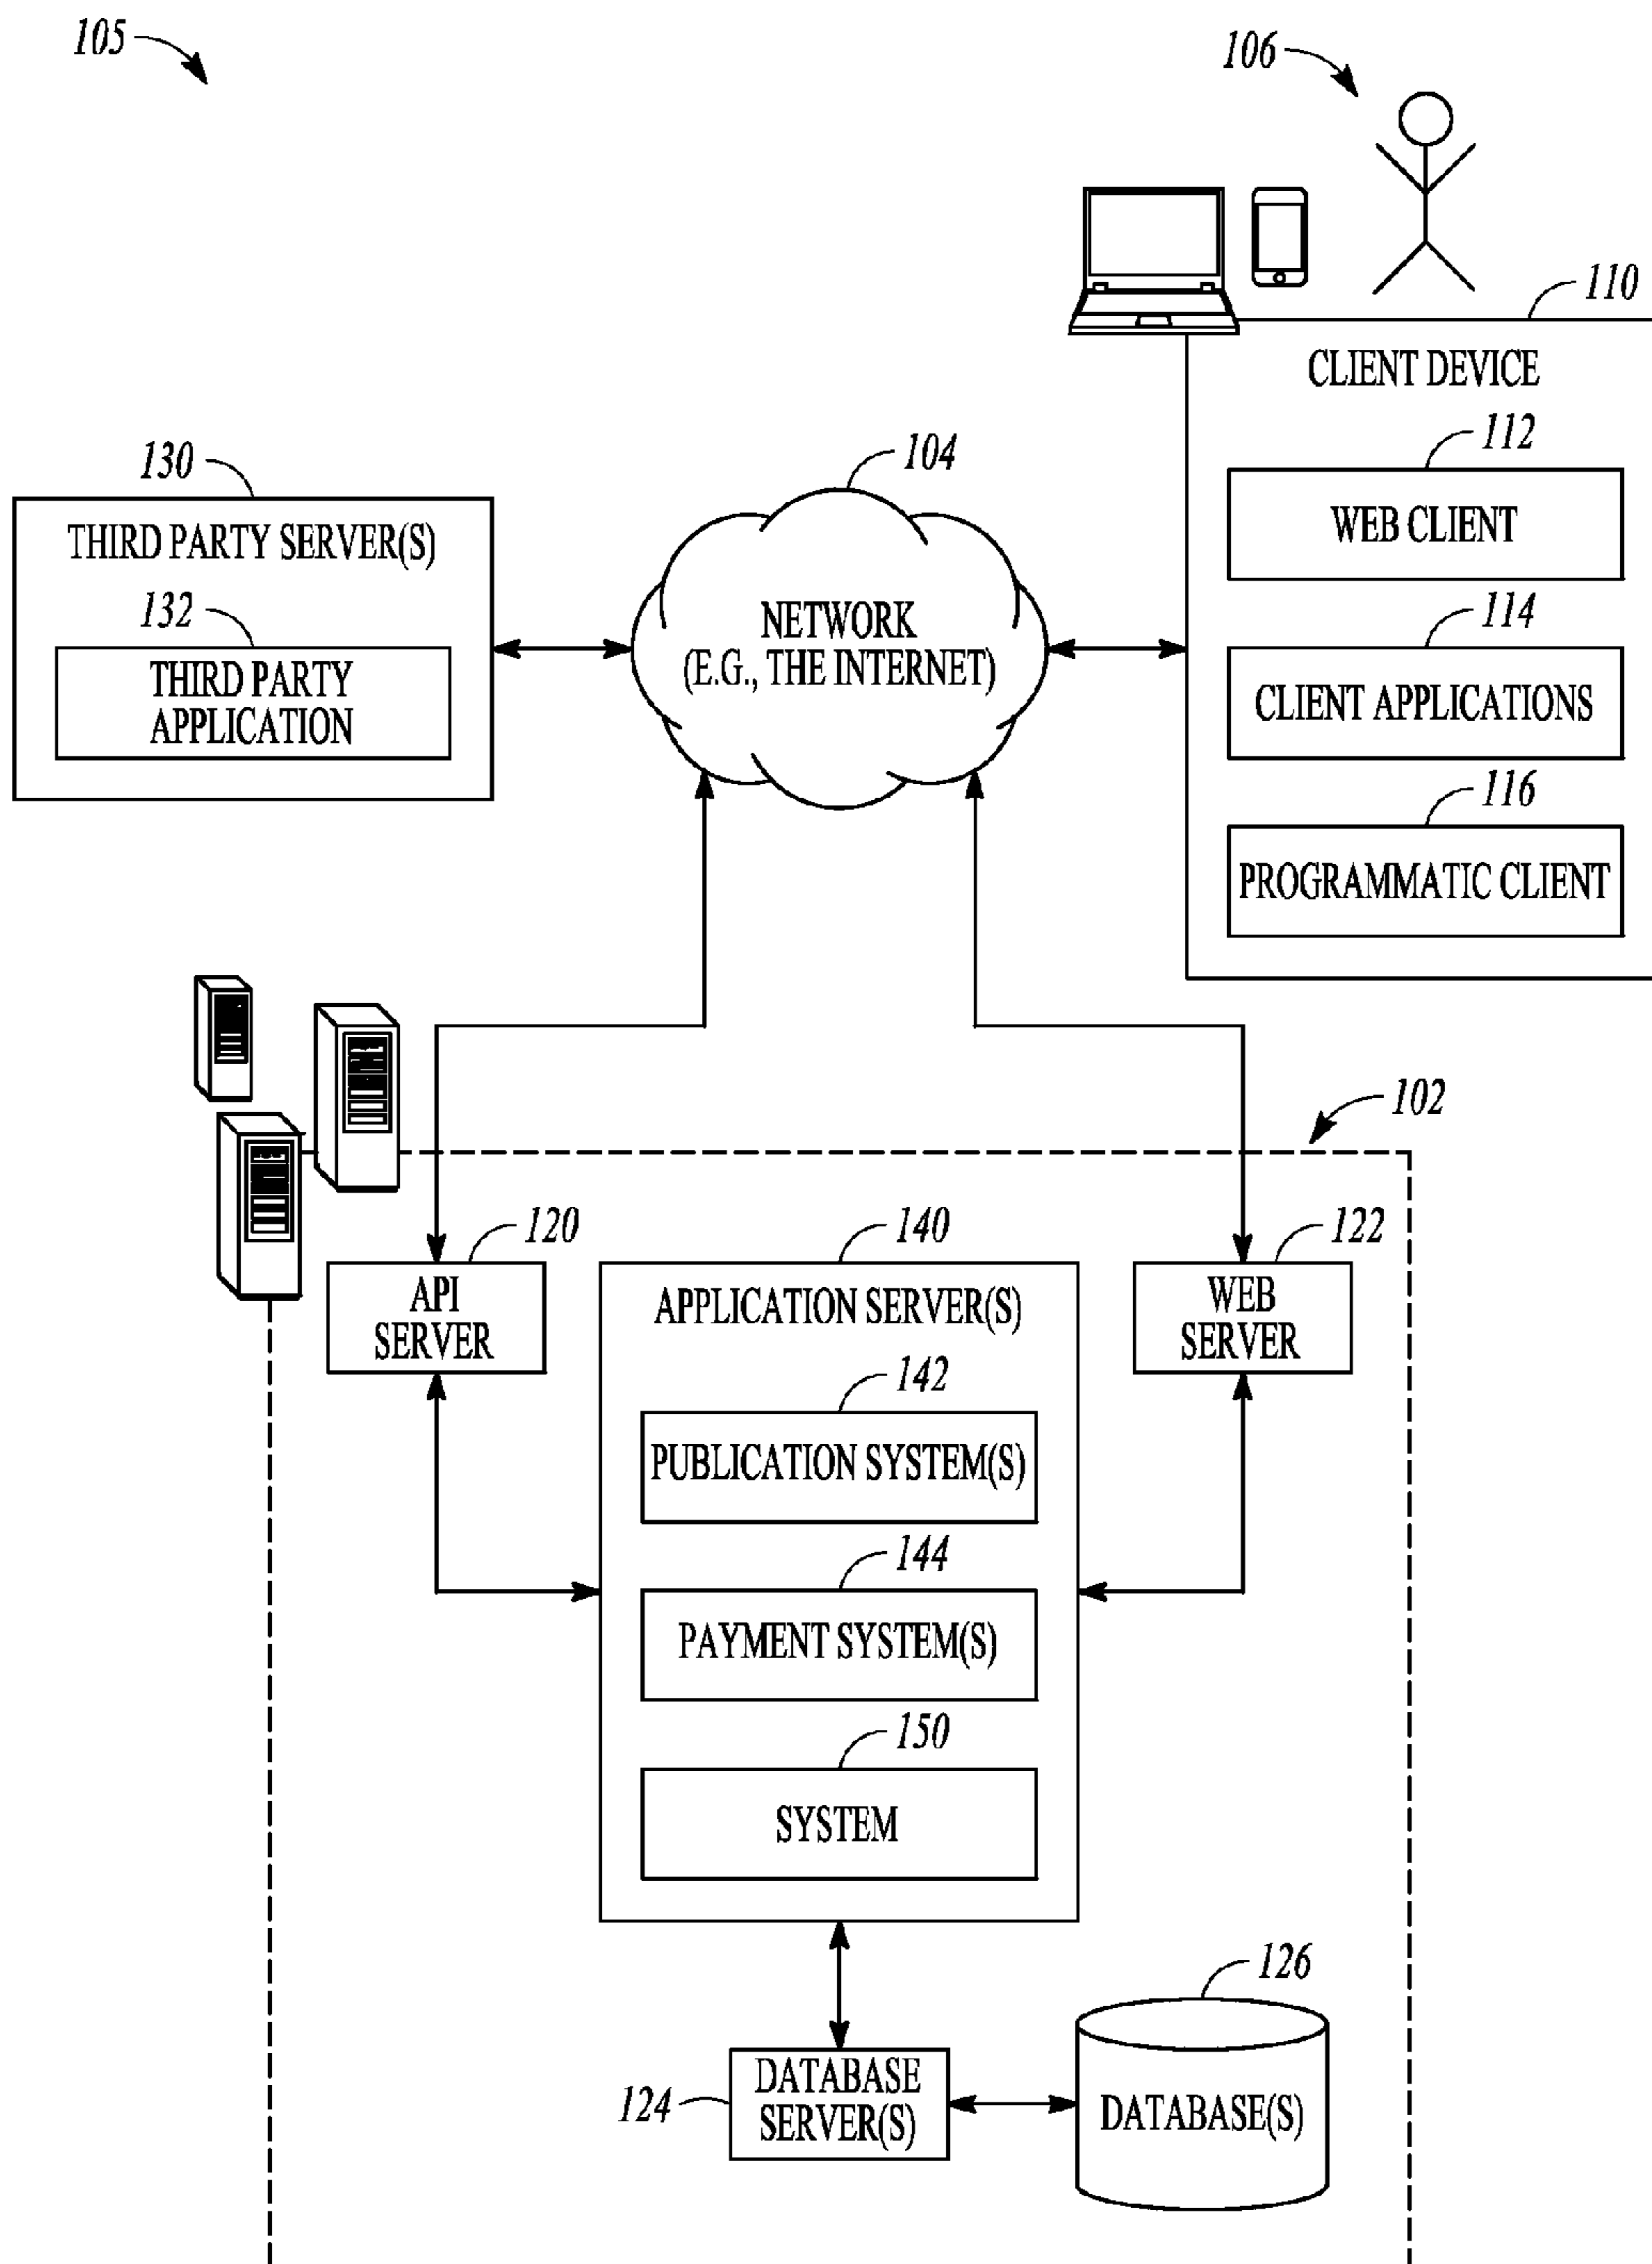 105
106
110
CLIENT DEVICE
112
WEB CLIENT
114
CLIENT APPLICATIONS
116
PROGRAMMATIC CLIENT
130
THIRD PARTY SERVER(S)
132
THIRD PARTY
APPLICATION
104
NETWORK
(E.G., THE INTERNET)
102
120
API
SERVER
140
APPLICATION SERVER(S)
142
PUBLICATION SYSTEM(S)
144
PAYMENT SYSTEM(S)
150
SYSTEM
122
WEB
SERVER
124
DATABASE
SERVER(S)
126
DATABASE(S)